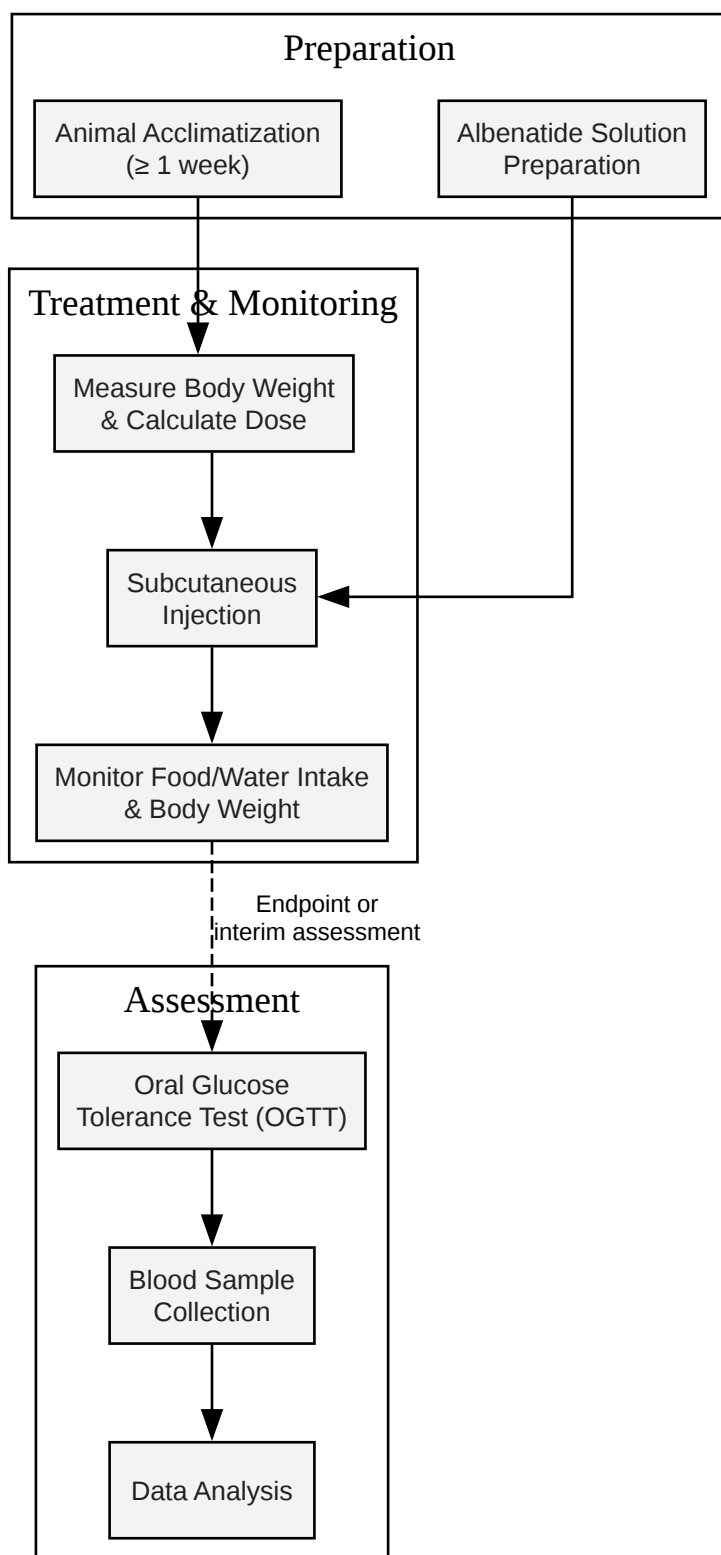 Preparation
Animal Acclimatization
(≥ 1 week)
Albenatide Solution
Preparation
Treatment & Monitoring
Measure Body Weight
& Calculate Dose
Subcutaneous
Injection
Monitor Food/Water Intake
& Body Weight
Endpoint or
interim assessment
Assessment
Oral Glucose
Tolerance Test (OGTT)
Blood Sample
Collection
Data Analysis